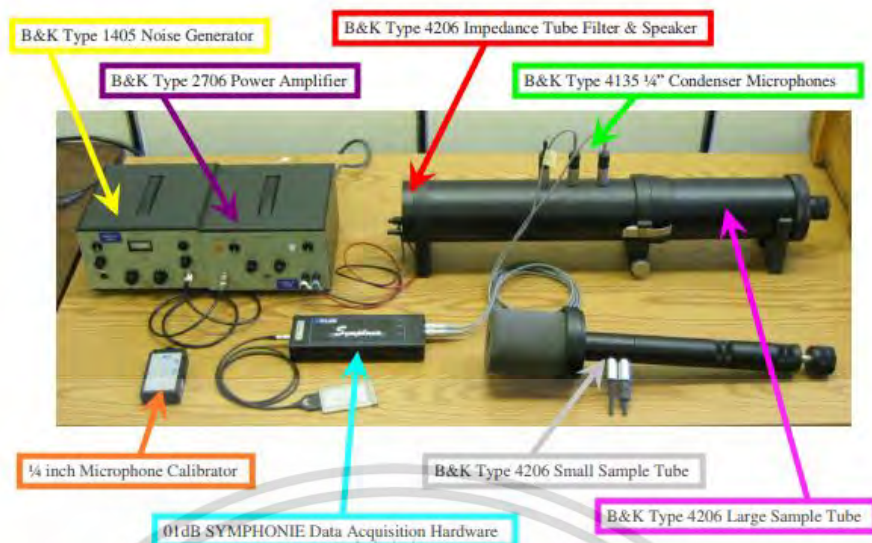 B&K Type 4206 Impedance Tube Filter & Speaker
B&K Type 1405 Noise Generator
B&K Type 2706 Power Amplifier
B&K Type 4135 ¼” Condenser Microphones
Symphonie
¼ inch Microphone Calibrator
B&K Type 4206 Small Sample Tube
B&K Type 4206 Large Sample Tube
01dB SYMPHONIE Data Acquisition Hardware